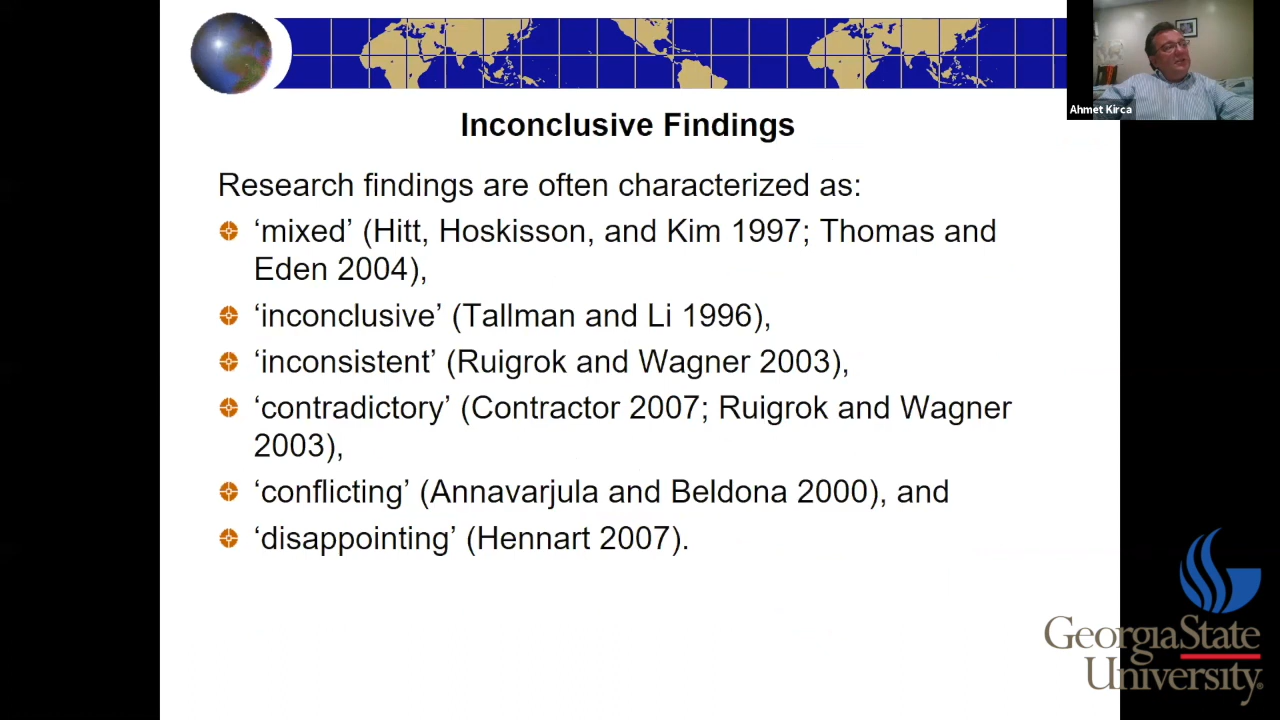 Ahmet Kirca
Inconclusive Findings
Research findings are often characterized as:
‘mixed’ (Hitt, Hoskisson, and Kim 1997; Thomas and
Eden 2004),
‘inconclusive’ (Tallman and Li 1996),
‘inconsistent’ (Ruigrok and Wagner 2003),
‘contradictory’ (Contractor 2007; Ruigrok and Wagner
2003),
‘conflicting’ (Annavarjula and Beldona 2000), and
‘disappointing’ (Hennart 2007).
GeorgiaState
University.